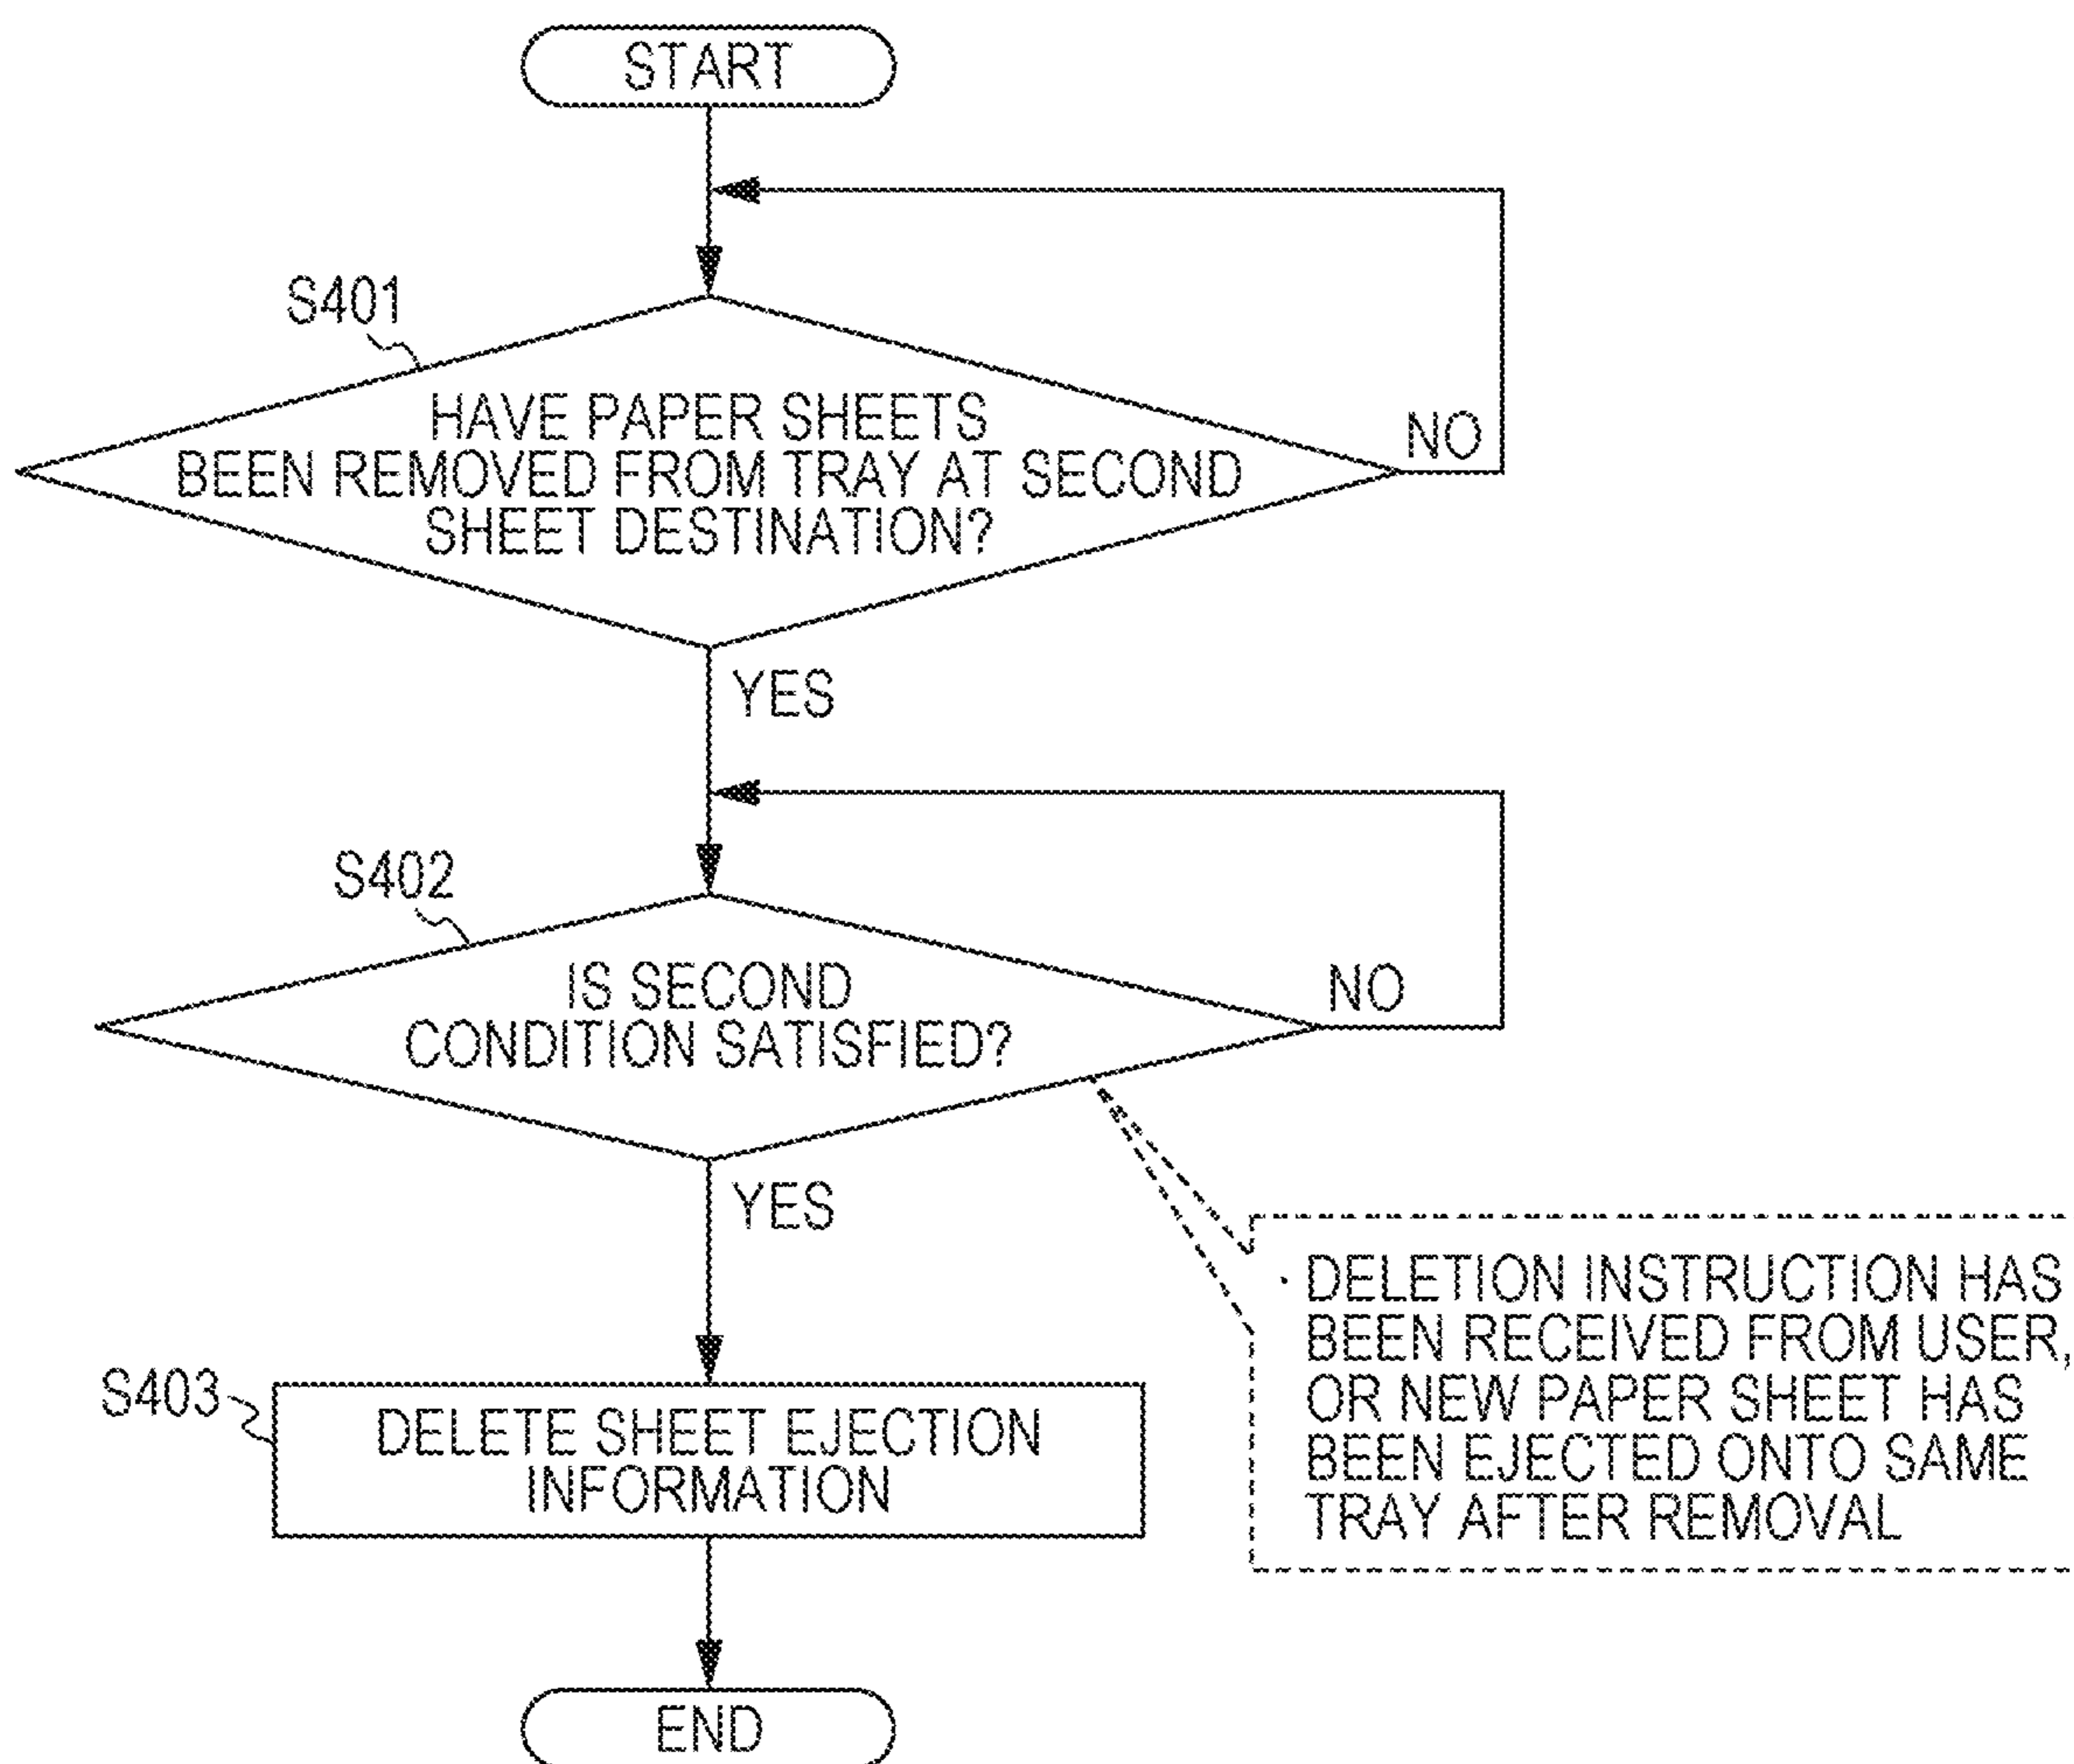 START
S401
HAVE PAPER SHEETS
BEEN REMOVED FROM TRAY AT SECOND
SHEET DESTINATION?
NO
YES
S402
IS SECOND
CONDITION SATISFIED?
NO
YES
· DELETION INSTRUCTION HAS
BEEN RECEIVED FROM USER,
OR NEW PAPER SHEET HAS
BEEN EJECTED ONTO SAME
TRAY AFTER REMOVAL
S403
DELETE SHEET EJECTION
INFORMATION
END